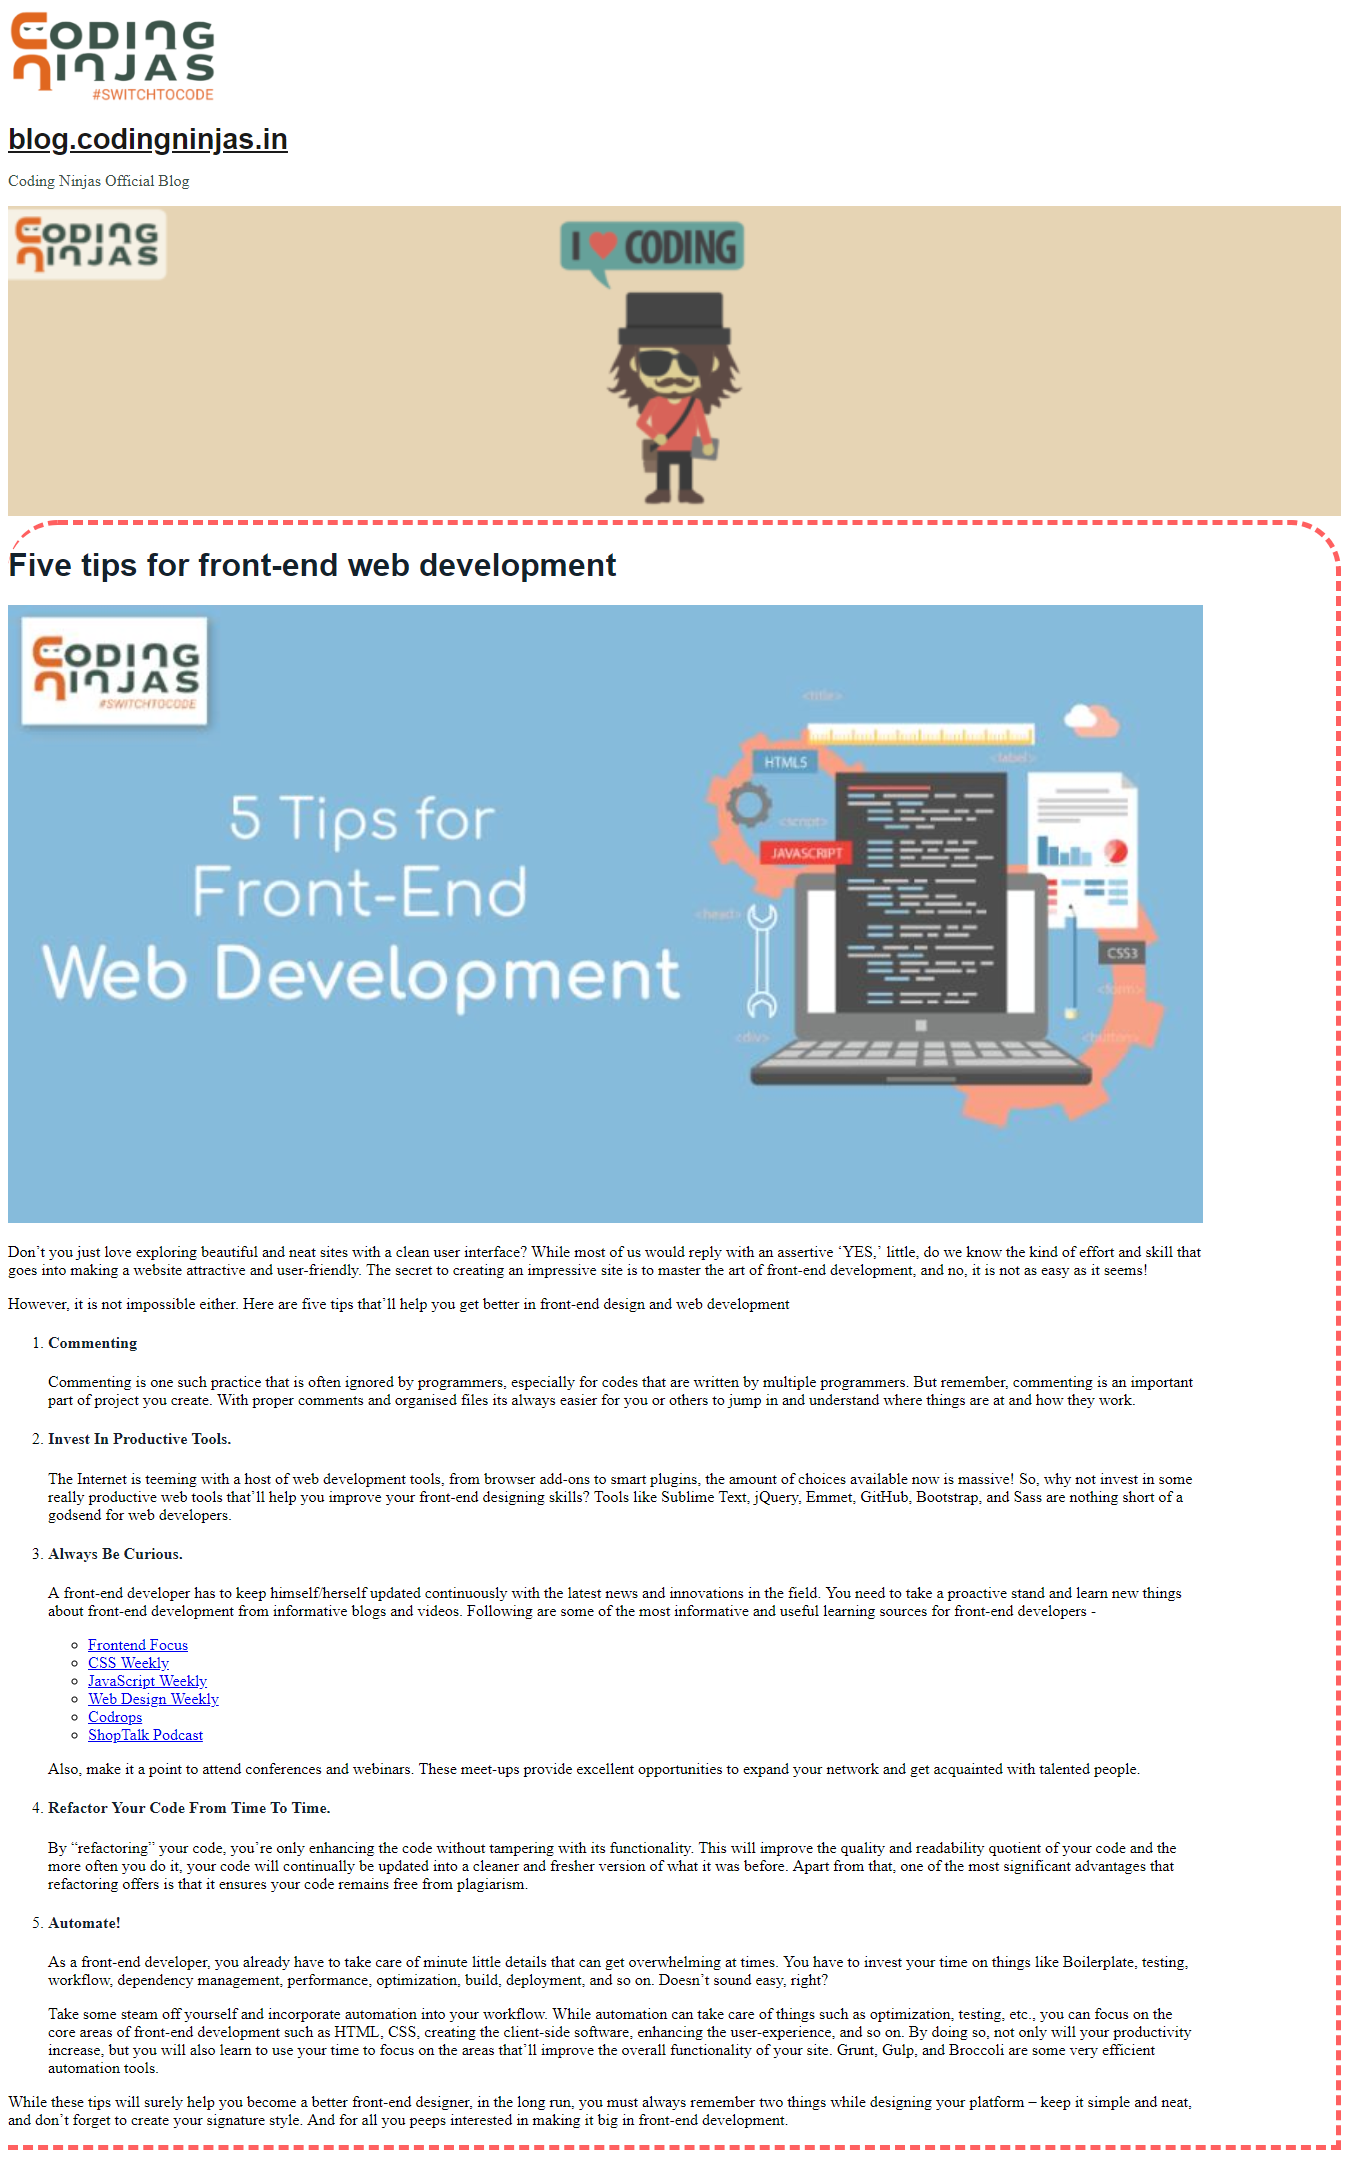 CODING
NINJAS
#SWITCHTOCODE
blog.codingninjas.in
Coding Ninjas Official Blog
CODING
NINJAS
I ❤ CODING
Five tips for front-end web development
CODING
NINJAS
#SWITCHTOCODE
<title>
<label>
HTML5
5 Tips for
<script>
JAVASCRIPT
Front-End
<head>
Web Development
CSS3
<form>
<div>
<button>
Don’t you just love exploring beautiful and neat sites with a clean user interface? While most of us would reply with an assertive ‘YES,’ little, do we know the kind of effort and skill that
goes into making a website attractive and user-friendly. The secret to creating an impressive site is to master the art of front-end development, and no, it is not as easy as it seems!
However, it is not impossible either. Here are five tips that’ll help you get better in front-end design and web development
1. Commenting
Commenting is one such practice that is often ignored by programmers, especially for codes that are written by multiple programmers. But remember, commenting is an important
part of project you create. With proper comments and organised files its always easier for you or others to jump in and understand where things are at and how they work.
2. Invest In Productive Tools.
The Internet is teeming with a host of web development tools, from browser add-ons to smart plugins, the amount of choices available now is massive! So, why not invest in some
really productive web tools that’ll help you improve your front-end designing skills? Tools like Sublime Text, jQuery, Emmet, GitHub, Bootstrap, and Sass are nothing short of a
godsend for web developers.
3. Always Be Curious.
A front-end developer has to keep himself/herself updated continuously with the latest news and innovations in the field. You need to take a proactive stand and learn new things
about front-end development from informative blogs and videos. Following are some of the most informative and useful learning sources for front-end developers -
Frontend Focus
CSS Weekly
JavaScript Weekly
Web Design Weekly
Codrops
ShopTalk Podcast
Also, make it a point to attend conferences and webinars. These meet-ups provide excellent opportunities to expand your network and get acquainted with talented people.
4. Refactor Your Code From Time To Time.
By “refactoring” your code, you’re only enhancing the code without tampering with its functionality. This will improve the quality and readability quotient of your code and the
more often you do it, your code will continually be updated into a cleaner and fresher version of what it was before. Apart from that, one of the most significant advantages that
refactoring offers is that it ensures your code remains free from plagiarism.
5. Automate!
As a front-end developer, you already have to take care of minute little details that can get overwhelming at times. You have to invest your time on things like Boilerplate, testing,
workflow, dependency management, performance, optimization, build, deployment, and so on. Doesn’t sound easy, right?
Take some steam off yourself and incorporate automation into your workflow. While automation can take care of things such as optimization, testing, etc., you can focus on the
core areas of front-end development such as HTML, CSS, creating the client-side software, enhancing the user-experience, and so on. By doing so, not only will your productivity
increase, but you will also learn to use your time to focus on the areas that’ll improve the overall functionality of your site. Grunt, Gulp, and Broccoli are some very efficient
automation tools.
While these tips will surely help you become a better front-end designer, in the long run, you must always remember two things while designing your platform – keep it simple and neat,
and don’t forget to create your signature style. And for all you peeps interested in making it big in front-end development.